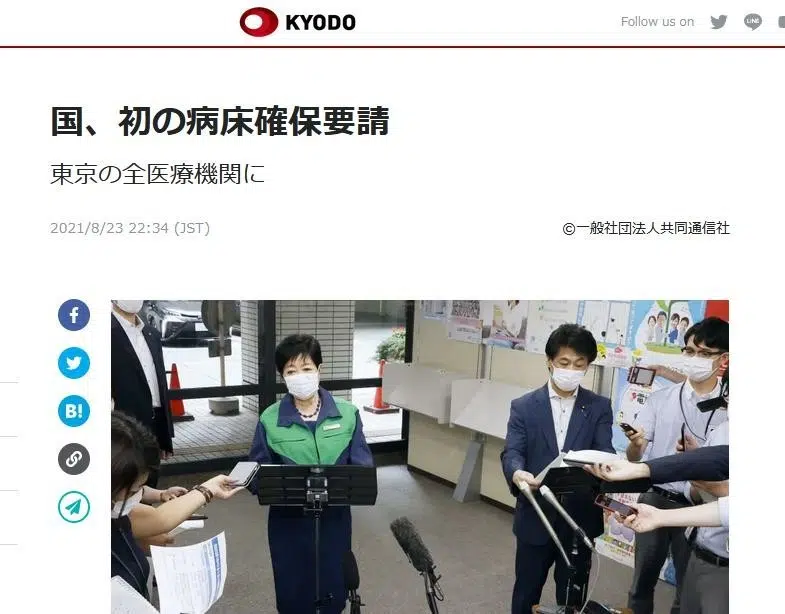 KYODO
Follow us on
LINE
国、初の病床確保要請
東京の全医療機関に
2021/8/23 22:34 (JST)
©一般社団法人共同通信社
B!